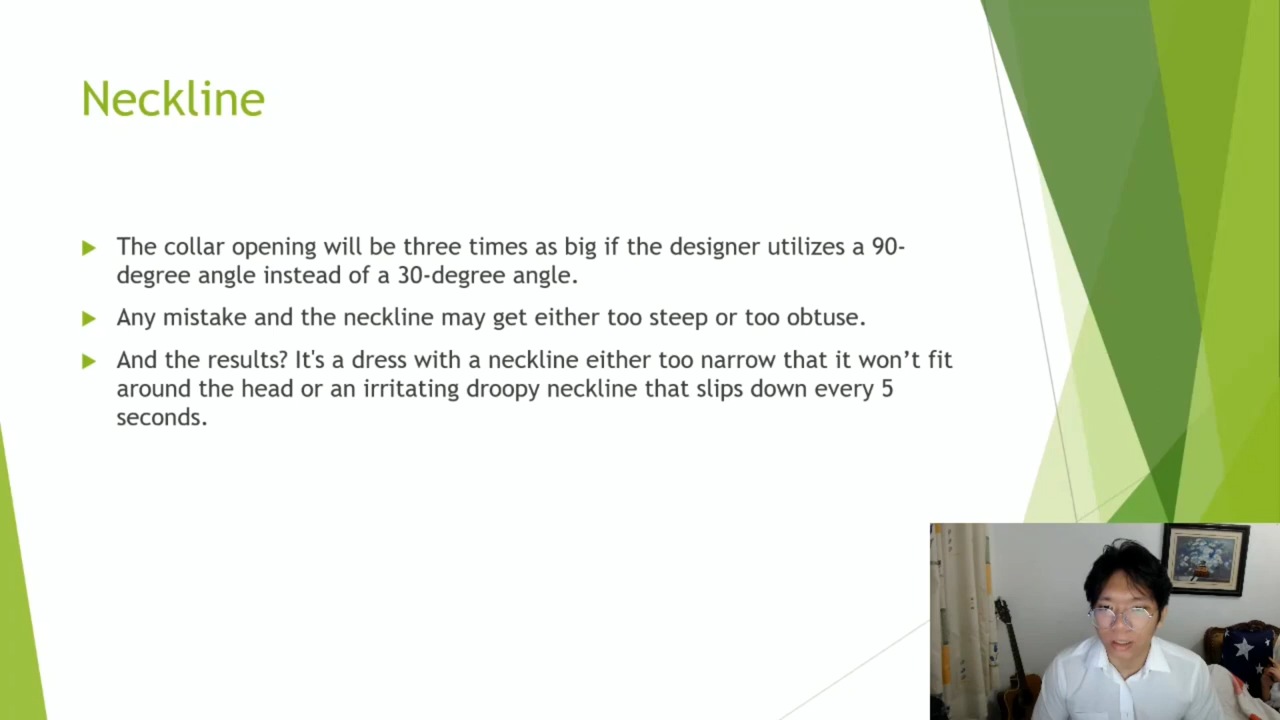 Neckline
The collar opening will be three times as big if the designer utilizes a 90-
degree angle instead of a 30-degree angle.
Any mistake and the neckline may get either too steep or too obtuse.
And the results? It's a dress with a neckline either too narrow that it won’t fit
around the head or an irritating droopy neckline that slips down every 5
seconds.